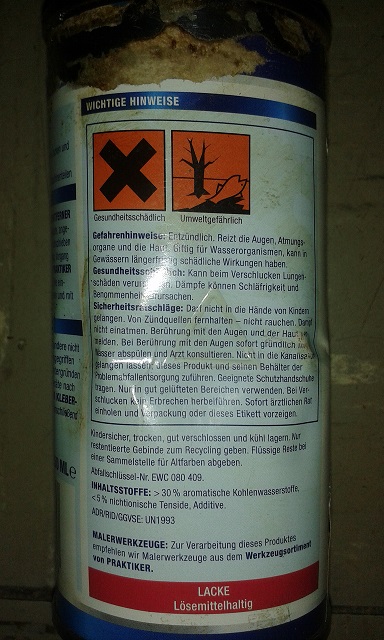 WICHTIGE HINWEISE
Gesundheitsschädlich Umweltgefährlich
Gefahrenhinweise: Entzündlich. Reizt die Augen, Atmungs-
organe und die Haut. Giftig für Wasserorganismen, kann in
Gewässern längerfristig schädliche Wirkungen haben.
Gesundheitsschädlich: Kann beim Verschlucken Lungen-
schäden verursachen. Dämpfe können Schläfrigkeit und
Benommenheit verursachen.
Sicherheitsratschläge: Darf nicht in die Hände von Kindern
gelangen. Von Zündquellen fernhalten – nicht rauchen. Dampf
nicht einatmen. Berührung mit den Augen und der Haut
meiden. Bei Berührung mit den Augen sofort gründlich
Wasser abspülen und Arzt konsultieren. Nicht in die
gelangen lassen; dieses Produkt und seinen Behälter der
Problemabfallentsorgung zuführen. Geeignete Schutzhandschuhe
tragen. Nur in gut gelüfteten Bereichen verwenden. Bei Ver-
schlucken kein Erbrechen herbeiführen. Sofort ärztlichen Rat
einholen und Verpackung oder dieses Etikett vorzeigen.
Kindersicher, trocken, gut verschlossen und kühl lagern. Nur
restentleerte Gebinde zum Recycling geben. Flüssige Reste bei
einer Sammelstelle für Altfarben abgeben.
Abfallschlüssel-Nr. EWC 080 409.
INHALTSSTOFFE: > 30 % aromatische Kohlenwasserstoffe,
< 5 % nichtionische Tenside, Additive.
ADR/RID/GGVSE: UN1993
MALERWERKZEUGE: Zur Verarbeitung dieses Produktes
empfehlen wir Malerwerkzeuge aus dem Werkzeugsortiment
von PRAKTIKER.
LACKE
Lösemittelhaltig